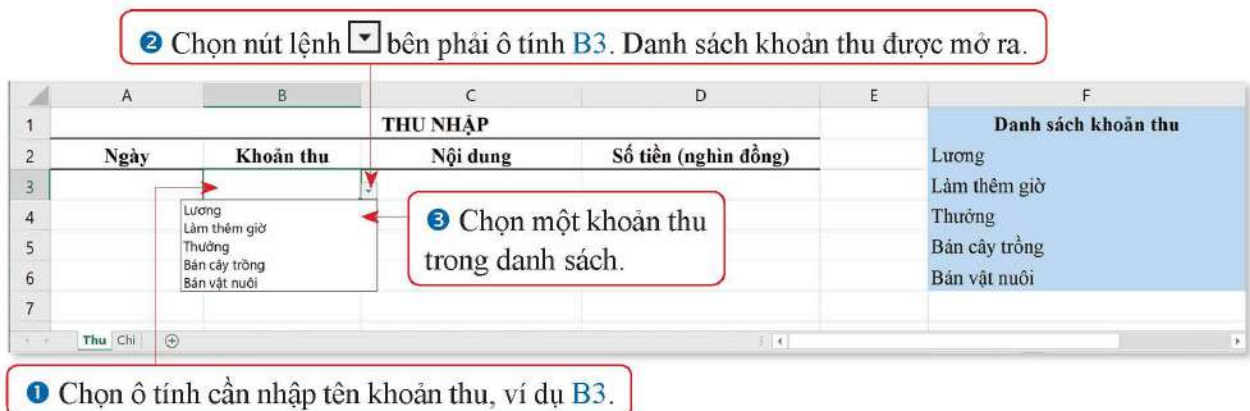 ❷ Chọn nút lệnh bên phải ô tính B3. Danh sách khoản thu được mở ra.
A B C D E F
1 THU NHẬP Danh sách khoản thu
2 Ngày Khoản thu Nội dung Số tiền (nghìn đồng) Lương
3 Làm thêm giờ
4 Thưởng
5 Bán cây trồng
6 Bán vật nuôi
7
Lương
Làm thêm giờ
Thưởng
Bán cây trồng
Bán vật nuôi
❸ Chọn một khoản thu
trong danh sách.
Thu Chi
❶ Chọn ô tính cần nhập tên khoản thu, ví dụ B3.